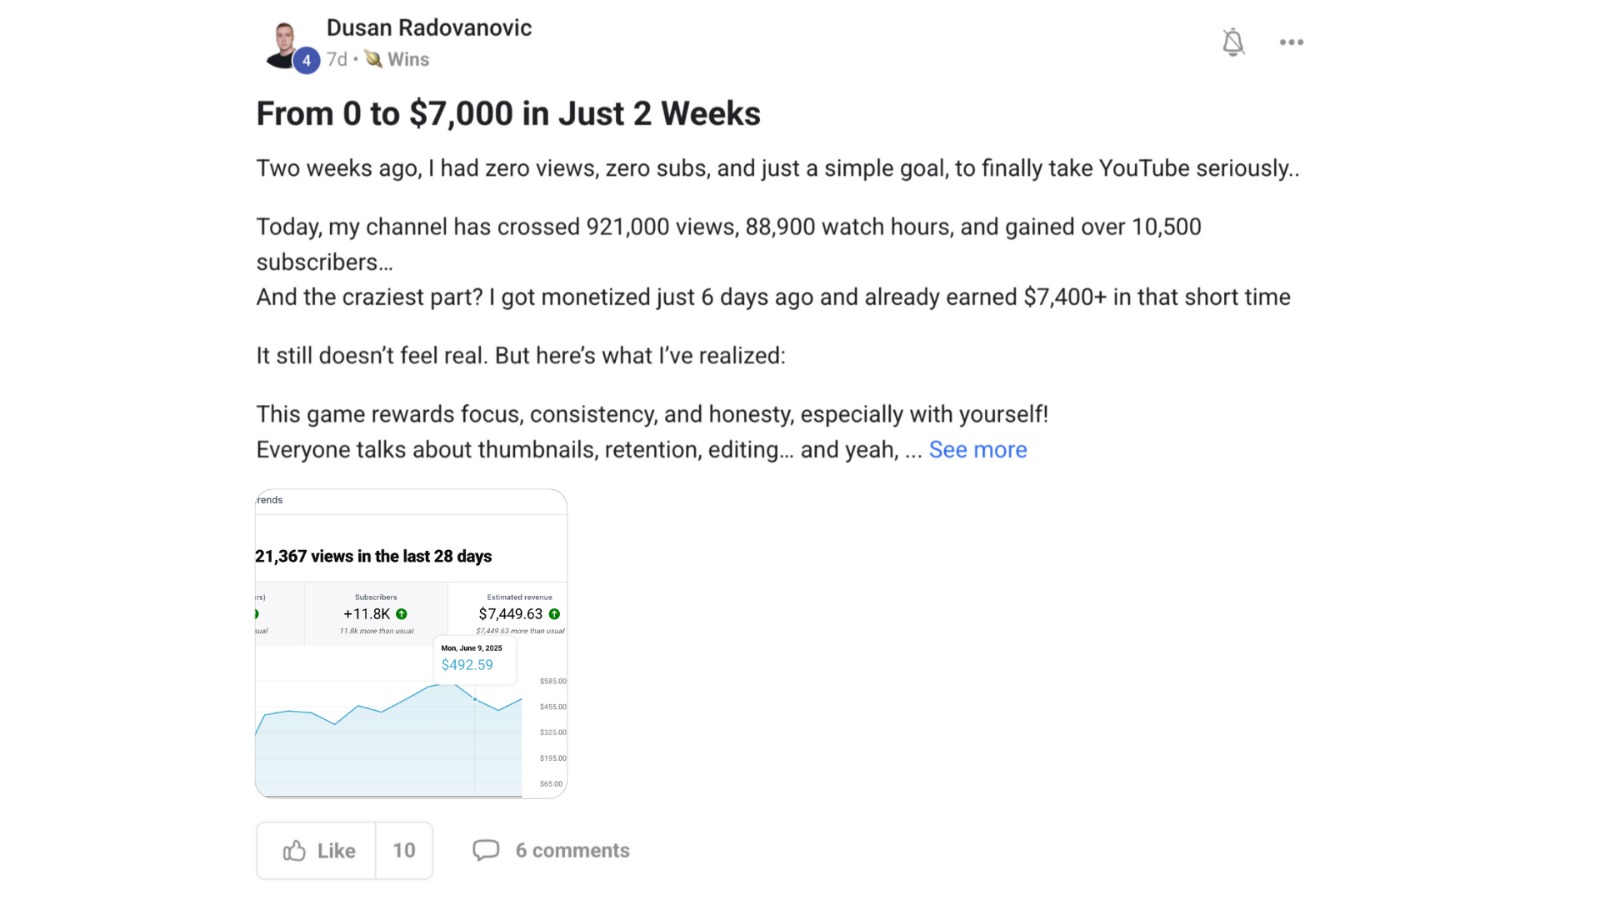 Dusan Radovanovic
4
7d • Wins
From 0 to $7,000 in Just 2 Weeks
Two weeks ago, I had zero views, zero subs, and just a simple goal, to finally take YouTube seriously..
Today, my channel has crossed 921,000 views, 88,900 watch hours, and gained over 10,500
subscribers…
And the craziest part? I got monetized just 6 days ago and already earned $7,400+ in that short time
It still doesn’t feel real. But here’s what I’ve realized:
This game rewards focus, consistency, and honesty, especially with yourself!
Everyone talks about thumbnails, retention, editing… and yeah, ... See more
rends
21,367 views in the last 28 days
rs) Subscribers Estimated revenue
+11.8K $7,449.63
sual 11.8k more than usual $7,449.63 more than usual
Mon, June 9, 2025
$492.59
$585.00
$455.00
$325.00
$195.00
$65.00
Like 10 6 comments